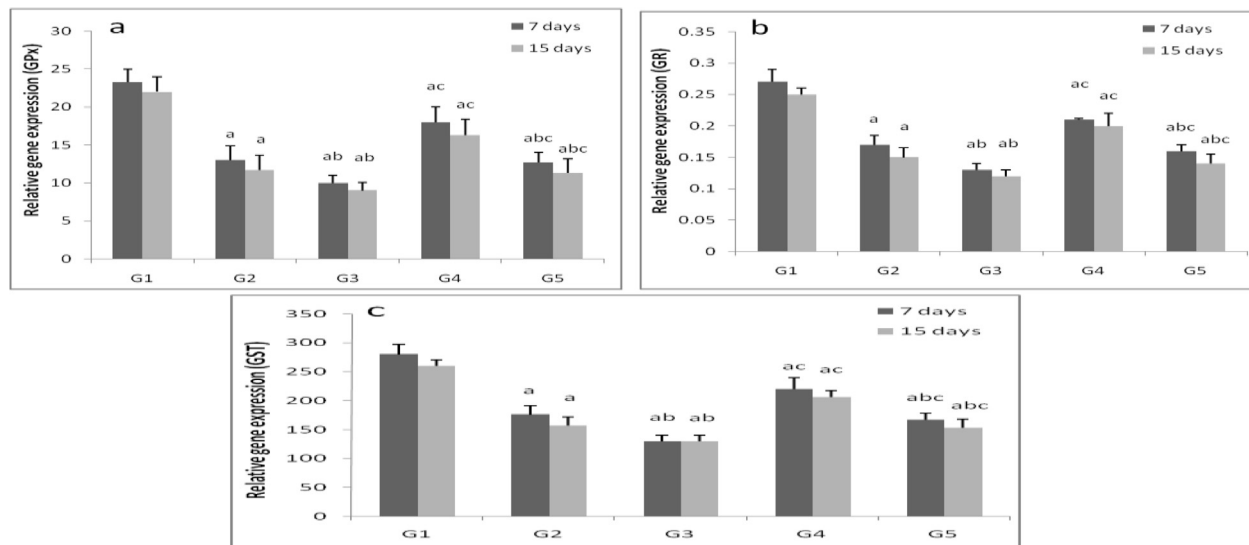 a
7 days
15 days
Relative gene expression (GPx)
30
25
20
15
10
5
0
a a
ab ab
ac ac
abc abc
G1 G2 G3 G4 G5
b
7 days
15 days
Relative gene expression (GR)
0.35
0.3
0.25
0.2
0.15
0.1
0.05
0
a a
ab ab
ac ac
abc abc
G1 G2 G3 G4 G5
c
7 days
15 days
Relative gene expression (GST)
350
300
250
200
150
100
50
0
a a
ab ab
ac ac
abc abc
G1 G2 G3 G4 G5